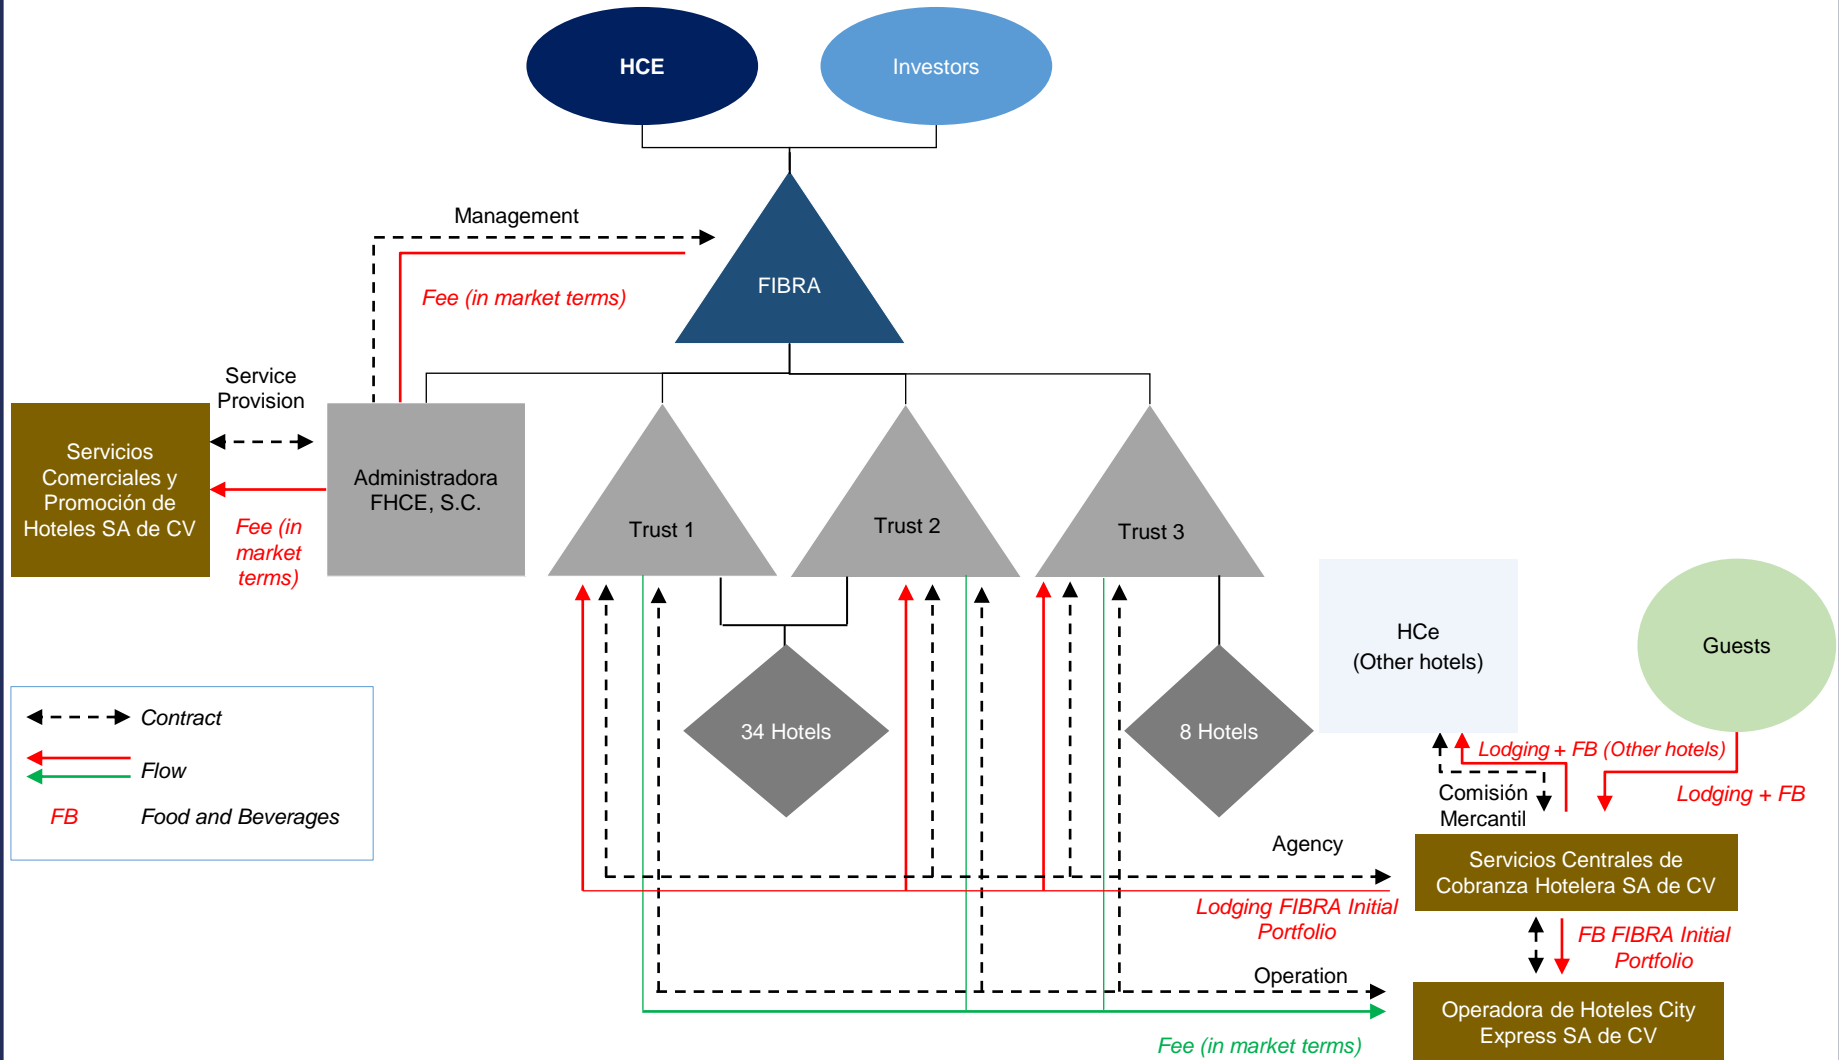 HCE
Investors
Management
FIBRA
Fee (in market terms)
Service
Provision
Servicios
Comerciales y
Promoción de
Hoteles SA de CV
Administradora
FHCE, S.C.
Fee (in
market
terms)
Trust 1
Trust 2
Trust 3
HCe
(Other hotels)
Guests
34 Hotels
8 Hotels
Contract
Flow
FB
Food and Beverages
Lodging + FB (Other hotels)
Lodging + FB
Comisión
Mercantil
Agency
Servicios Centrales de
Cobranza Hotelera SA de CV
Lodging FIBRA Initial
Portfolio
FB FIBRA Initial
Portfolio
Operation
Operadora de Hoteles City
Express SA de CV
Fee (in market terms)